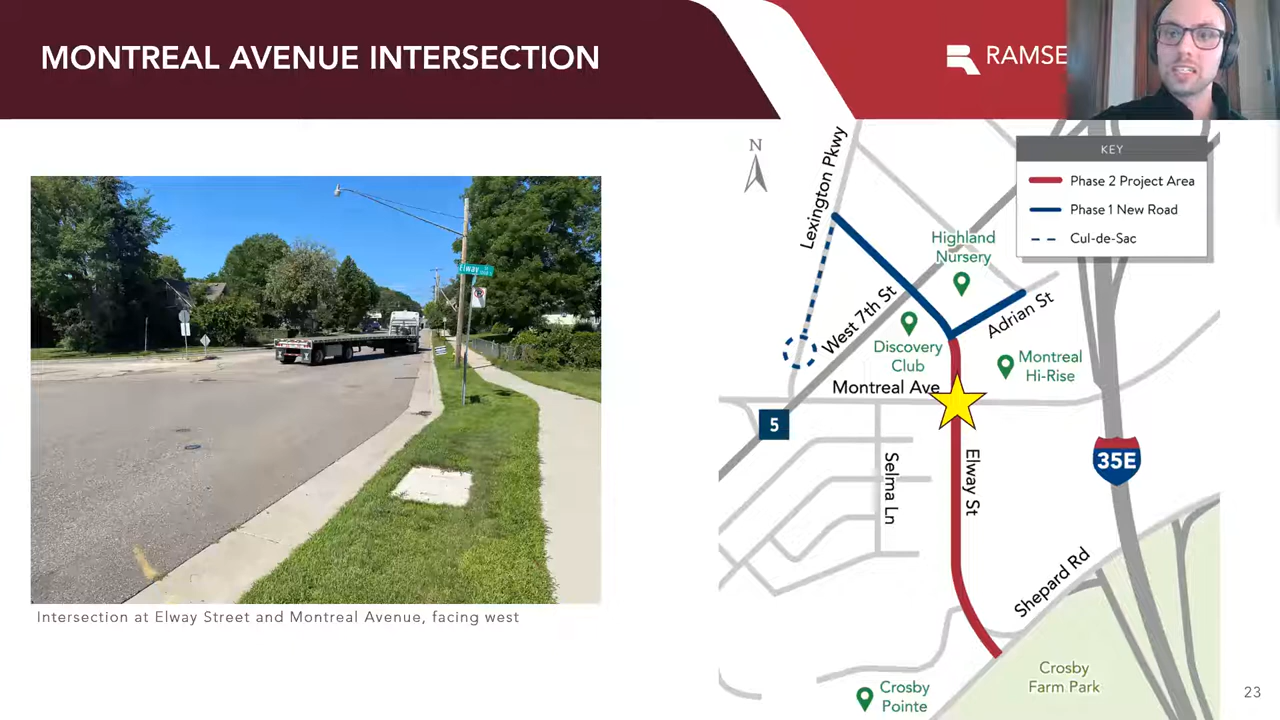 MONTREAL AVENUE INTERSECTION
RAMSE
N
KEY
Phase 2 Project Area
Phase 1 New Road
Cul-de-Sac
Lexington Pkwy
Highland
Nursery
West 7th St
Adrian St
Discovery
Club
Montreal
Hi-Rise
Montreal Ave
5
35E
Selma Ln
Elway St
Shepard Rd
Crosby
Farm Park
Crosby
Pointe
Elway
Intersection at Elway Street and Montreal Avenue, facing west
23